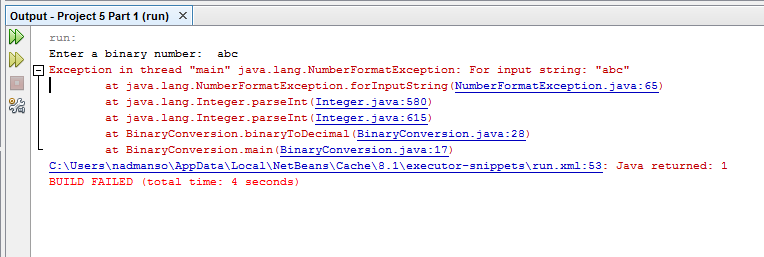 Output - Project 5 Part 1 (run) ×
run:
Enter a binary number:  abc
Exception in thread "main" java.lang.NumberFormatException: For input string: "abc"
at java.lang.NumberFormatException.forInputString(NumberFormatException.java:65)
at java.lang.Integer.parseInt(Integer.java:580)
at java.lang.Integer.parseInt(Integer.java:615)
at BinaryConversion.binaryToDecimal(BinaryConversion.java:28)
at BinaryConversion.main(BinaryConversion.java:17)
C:\Users\nadmanso\AppData\Local\NetBeans\Cache\8.1\executor-snippets\run.xml:53: Java returned: 1
BUILD FAILED (total time: 4 seconds)